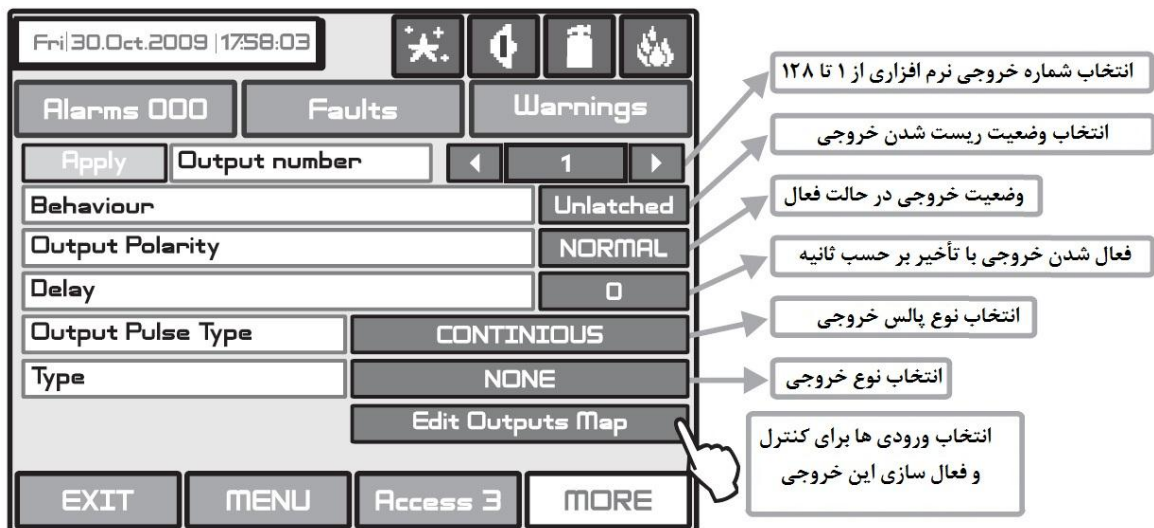 Fri|30.Oct.2009 |17:58:03
Alarms 000 Faults Warnings
Apply Output number 1
انتخاب شماره خروجی نرم افزاری از ۱ تا ۱۲۸
Behaviour Unlatched
انتخاب وضعیت ریست شدن خروجی
Output Polarity NORMAL
وضعیت خروجی در حالت فعال
Delay 0
فعال شدن خروجی با تأخیر بر حسب ثانیه
Output Pulse Type CONTINIOUS
انتخاب نوع پالس خروجی
Type NONE
انتخاب نوع خروجی
Edit Outputs Map
انتخاب ورودی ها برای کنترل
و فعال سازی این خروجی
EXIT MENU Access 3 MORE